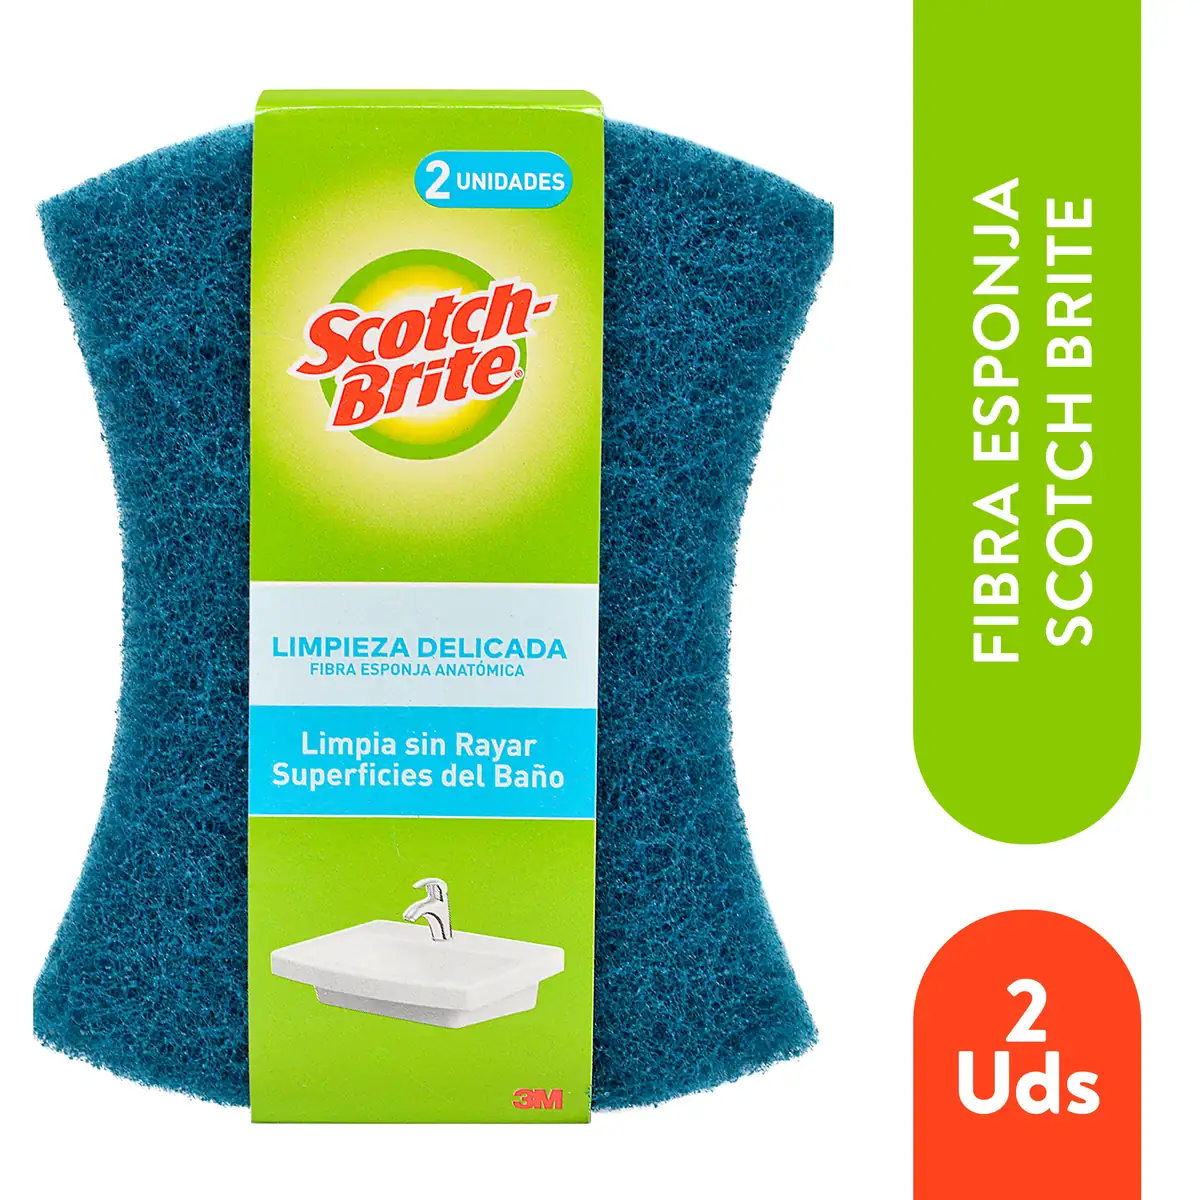 2 UNIDADES
Scotch-
Brite®
LIMPIEZA DELICADA
FIBRA ESPONJA ANATÓMICA
Limpia sin Rayar
Superficies del Baño
3M
FIBRA ESPONJA
SCOTCH BRITE
2
Uds